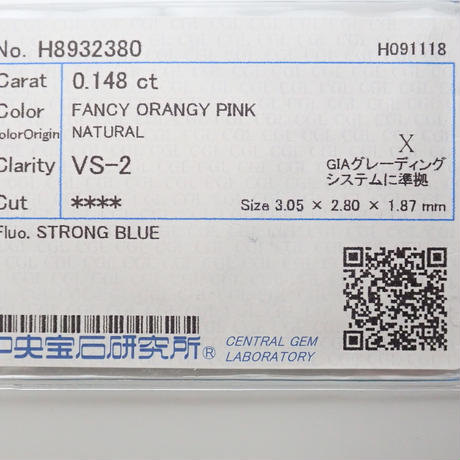 No. H8932380 H091118
Carat 0.148 ct
Color FANCY ORANGY PINK
ColorOrigin NATURAL
Clarity VS-2
X
GIAグレーディング
システムに準拠
Cut **** Size 3.05 × 2.80 × 1.87 mm
Fluo. STRONG BLUE
中央宝石研究所® CENTRAL GEM
LABORATORY